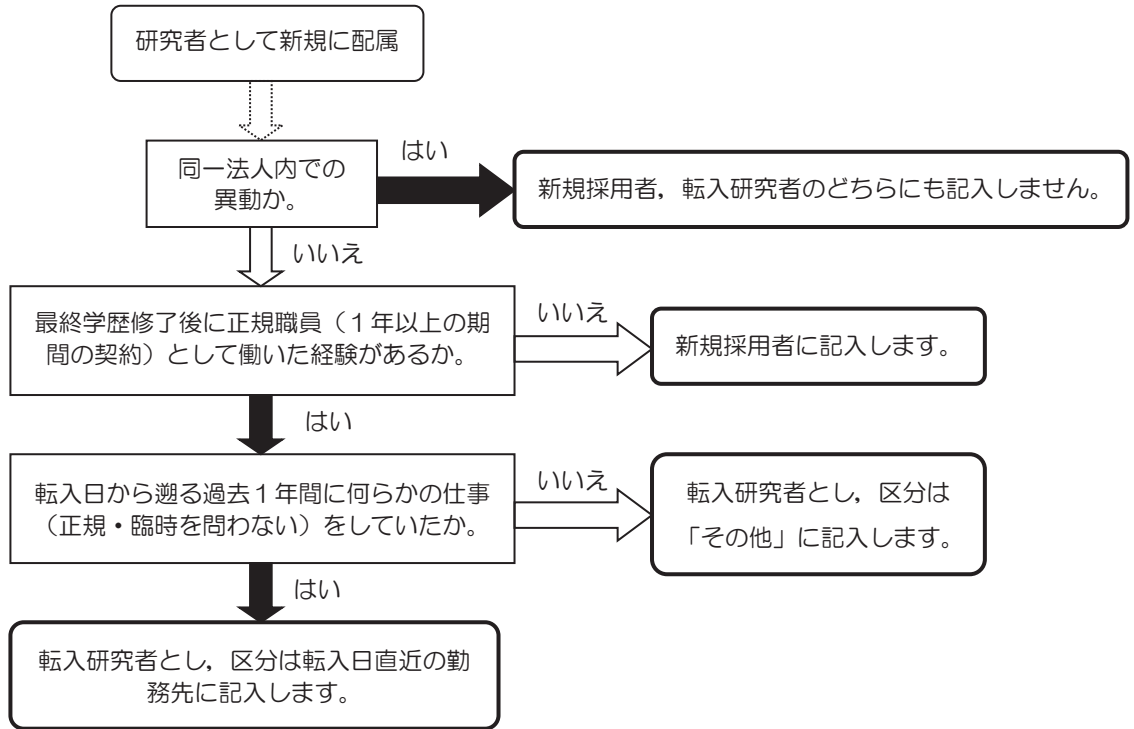 研究者として新規に配属
同一法人内での
異動か。
はい
新規採用者，転入研究者のどちらにも記入しません。
いいえ
最終学歴修了後に正規職員（１年以上の期
間の契約）として働いた経験があるか。
いいえ
新規採用者に記入します。
はい
転入日から遡る過去１年間に何らかの仕事
（正規・臨時を問わない）をしていたか。
いいえ
転入研究者とし，区分は
「その他」に記入します。
はい
転入研究者とし，区分は転入日直近の勤
務先に記入します。